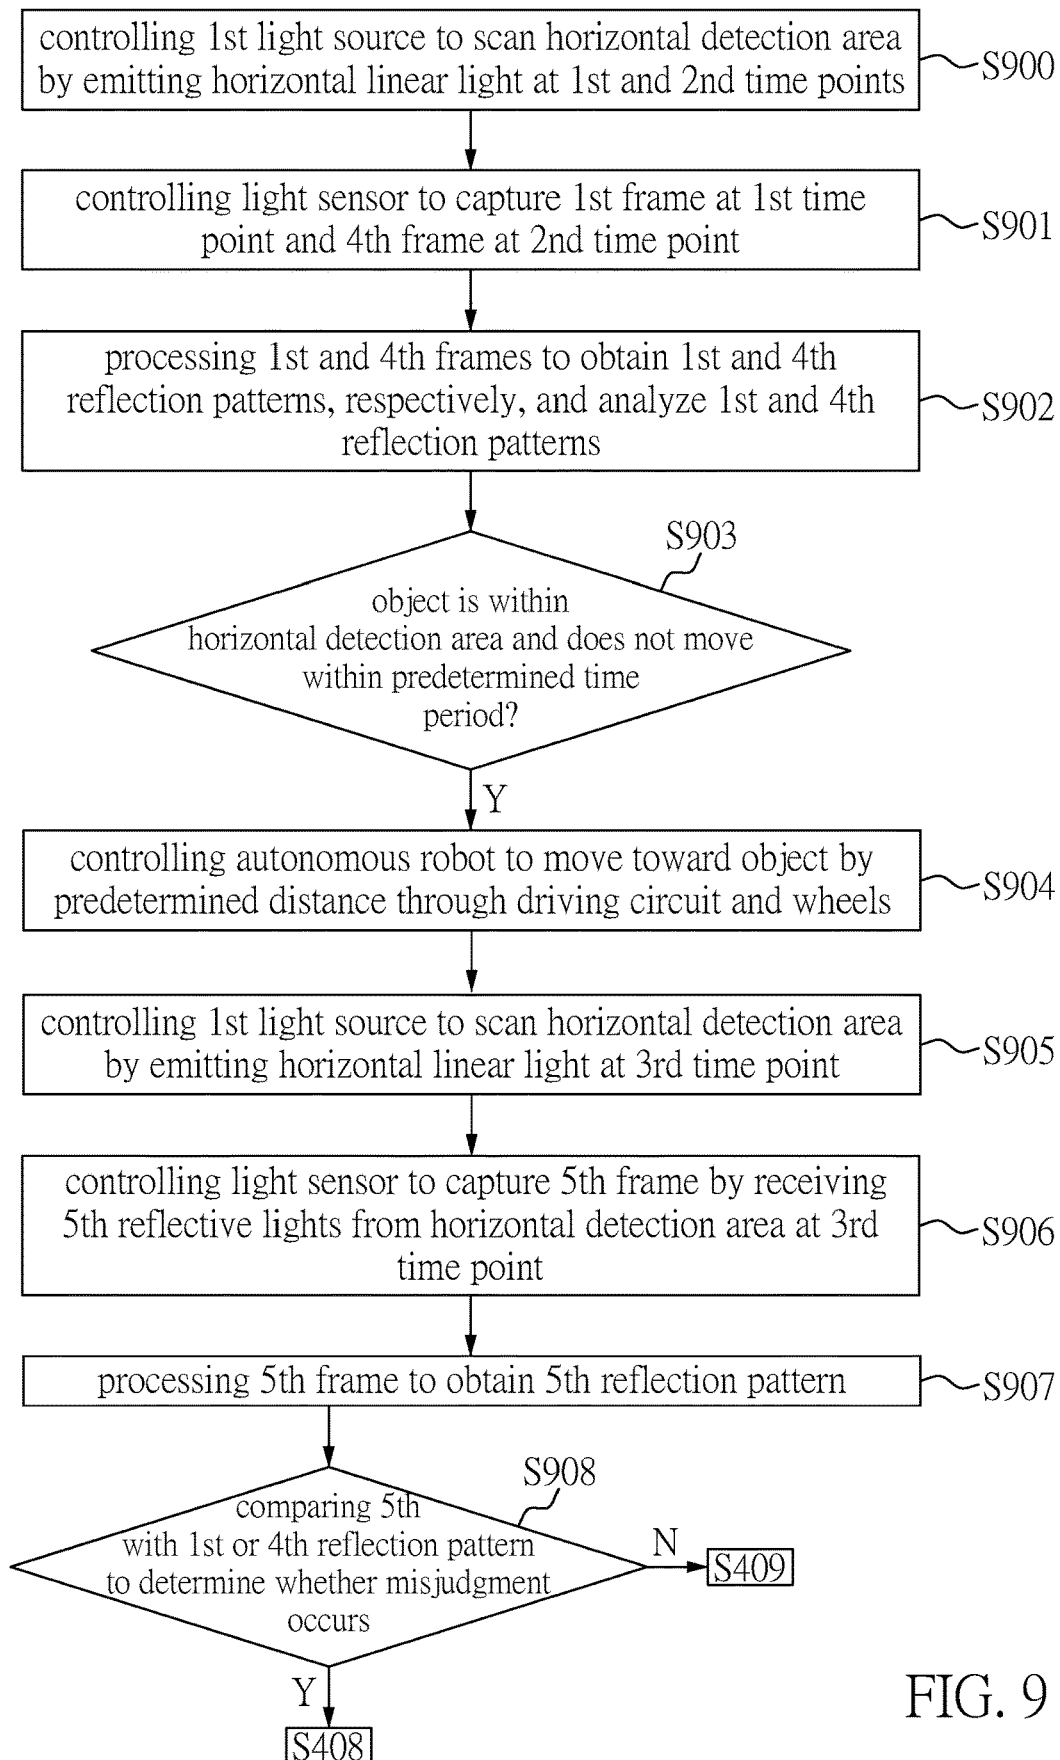 controlling 1st light source to scan horizontal detection area
by emitting horizontal linear light at 1st and 2nd time points
S900
controlling light sensor to capture 1st frame at 1st time
point and 4th frame at 2nd time point
S901
processing 1st and 4th frames to obtain 1st and 4th
reflection patterns, respectively, and analyze 1st and 4th
reflection patterns
S902
S903
object is within
horizontal detection area and does not move
within predetermined time
period?
Y
controlling autonomous robot to move toward object by
predetermined distance through driving circuit and wheels
S904
controlling 1st light source to scan horizontal detection area
by emitting horizontal linear light at 3rd time point
S905
controlling light sensor to capture 5th frame by receiving
5th reflective lights from horizontal detection area at 3rd
time point
S906
processing 5th frame to obtain 5th reflection pattern
S907
S908
comparing 5th
with 1st or 4th reflection pattern
to determine whether misjudgment
occurs
N
S409
Y
S408
FIG. 9